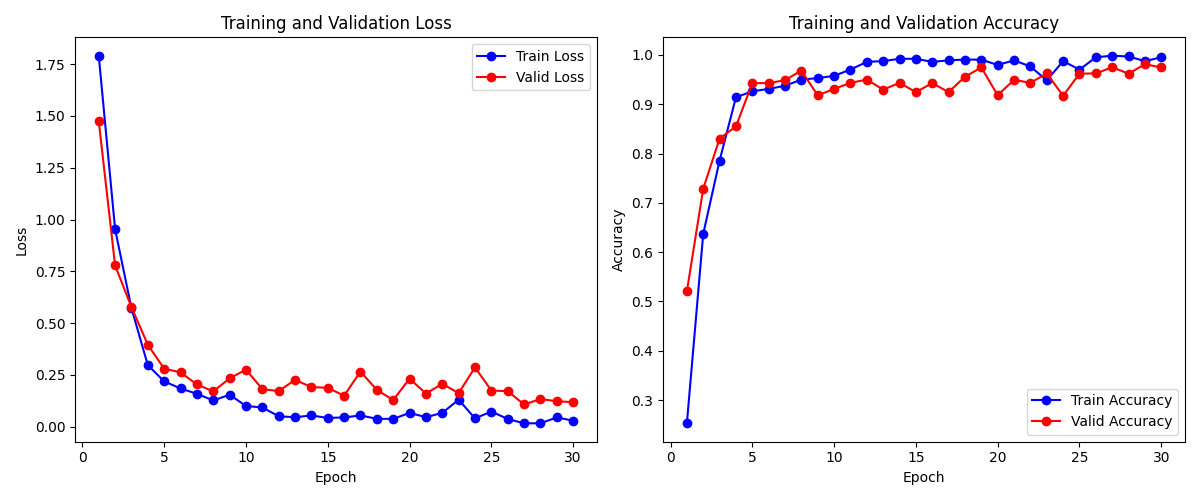 Training and Validation Loss
Train Loss
Valid Loss
1.75
1.50
1.25
1.00
0.75
0.50
0.25
0.00
Loss
0 5 10 15 20 25 30
Epoch
Training and Validation Accuracy
1.0
0.9
0.8
0.7
0.6
0.5
0.4
0.3
Accuracy
Train Accuracy
Valid Accuracy
0 5 10 15 20 25 30
Epoch